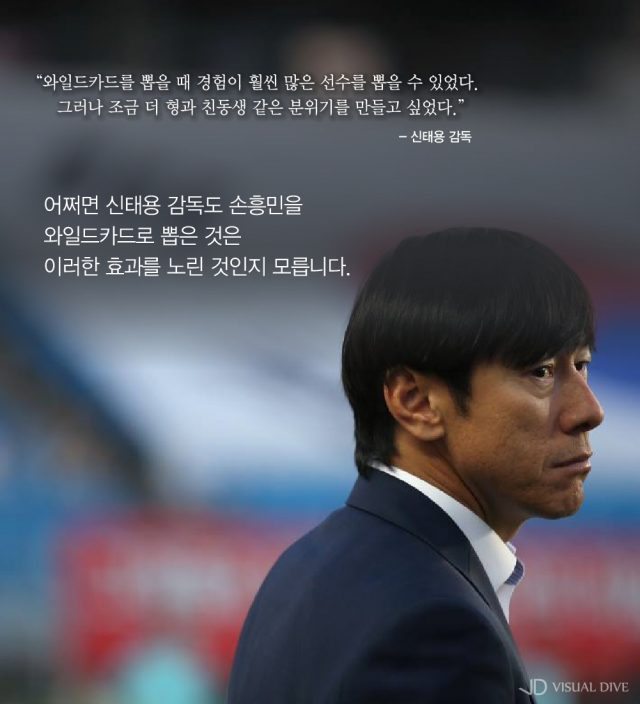 “와일드카드를 뽑을 때 경험이 훨씬 많은 선수를 뽑을 수 있었다.
그러나 조금 더 형과 친동생 같은 분위기를 만들고 싶었다.”
– 신태용 감독
어쩌면 신태용 감독도 손흥민을
와일드카드로 뽑은 것은
이러한 효과를 노린 것인지 모릅니다.
VD VISUAL DIVE